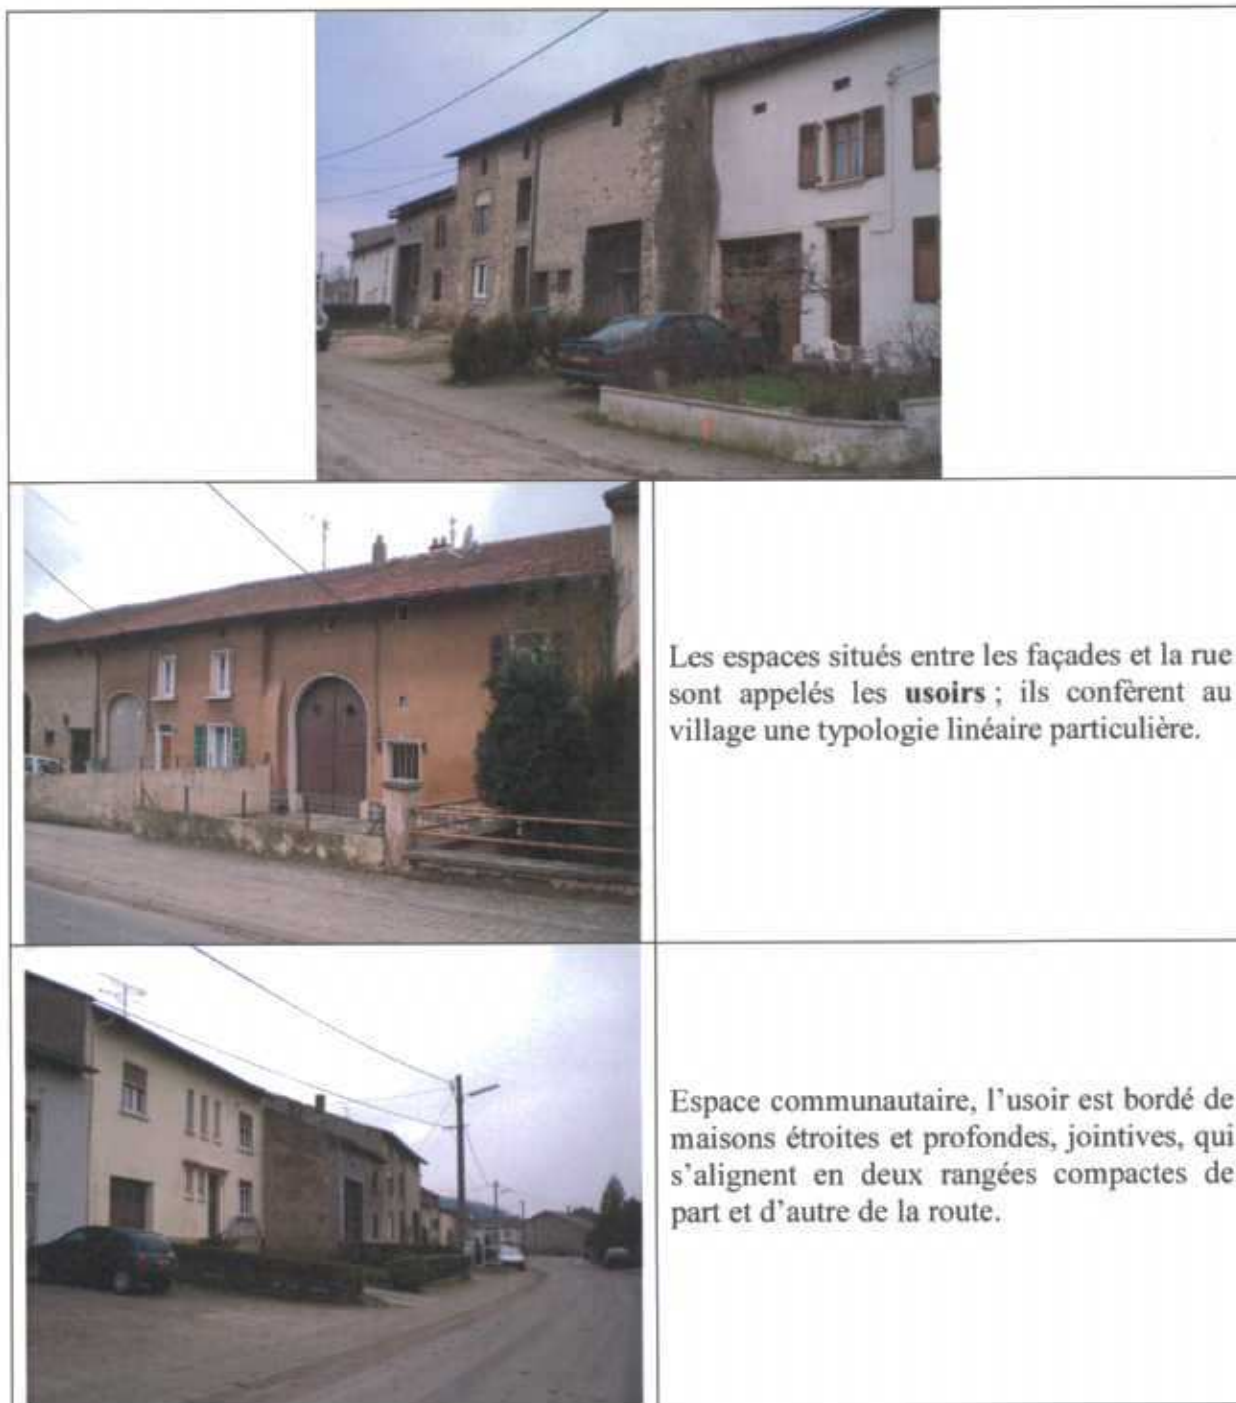 Les espaces situés entre les façades et la rue
sont appelés les usoirs ; ils confèrent au
village une typologie linéaire particulière.
Espace communautaire, l'usoir est bordé de
maisons étroites et profondes, jointives, qui
s'alignent en deux rangées compactes de
part et d'autre de la route.